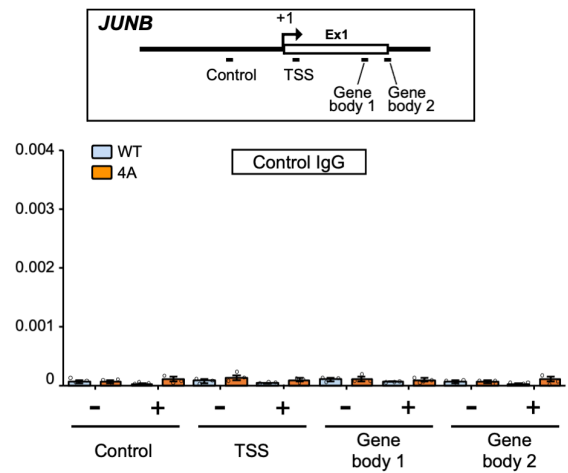 JUNB
+1
Ex1
Control
TSS
Gene
body 1
Gene
body 2
0.004
0.003
0.002
0.001
0
WT
4A
Control IgG
− + − + − + − +
Control
TSS
Gene
body 1
Gene
body 2